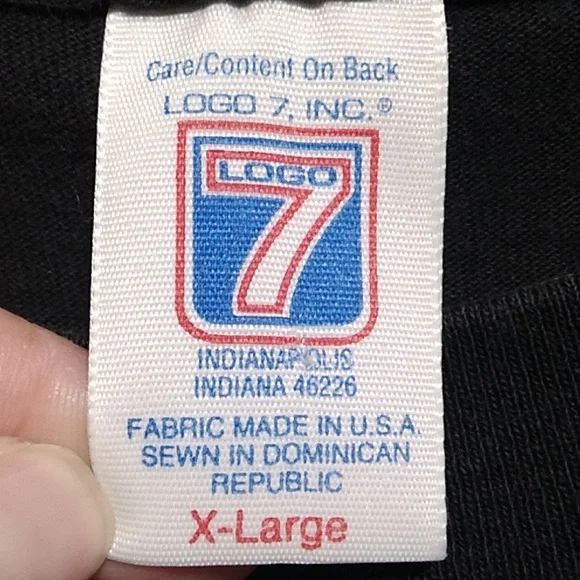 Care/Content On Back
LOGO 7, INC.®
LOGO
7
INDIANAPOLIS
INDIANA 46226
FABRIC MADE IN U.S.A.
SEWN IN DOMINICAN
REPUBLIC
X-Large